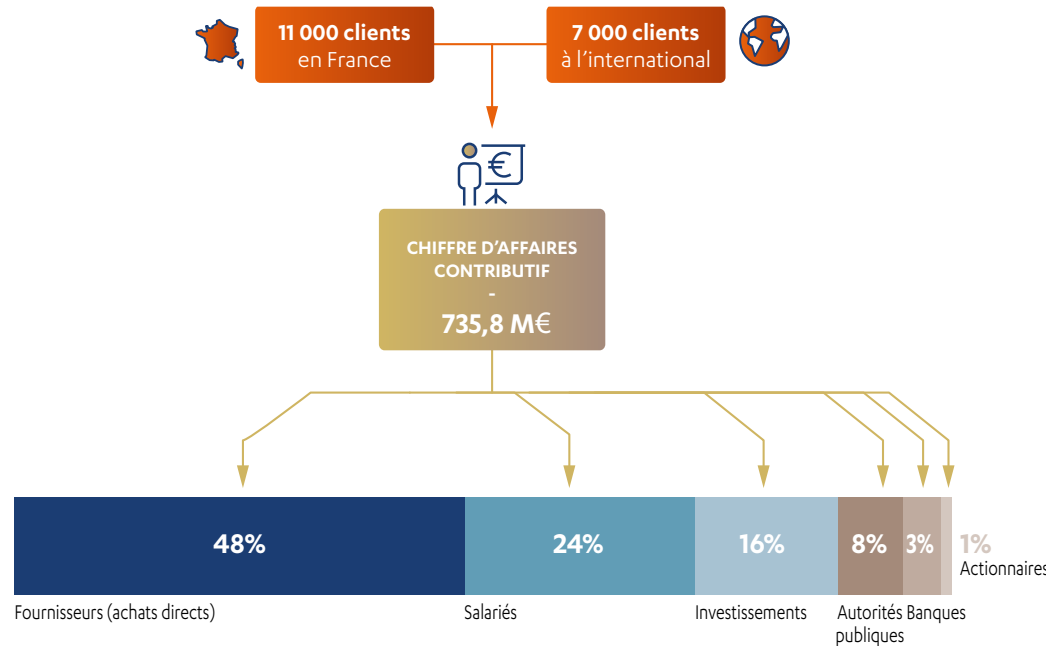 11 000 clients
en France
7 000 clients
à l'international
€
CHIFFRE D'AFFAIRES
CONTRIBUTIF
-
735,8 M€
48%
24%
16%
8%
3%
1%
Actionnaires
Fournisseurs (achats directs)
Salariés
Investissements
Autorités
publiques
Banques